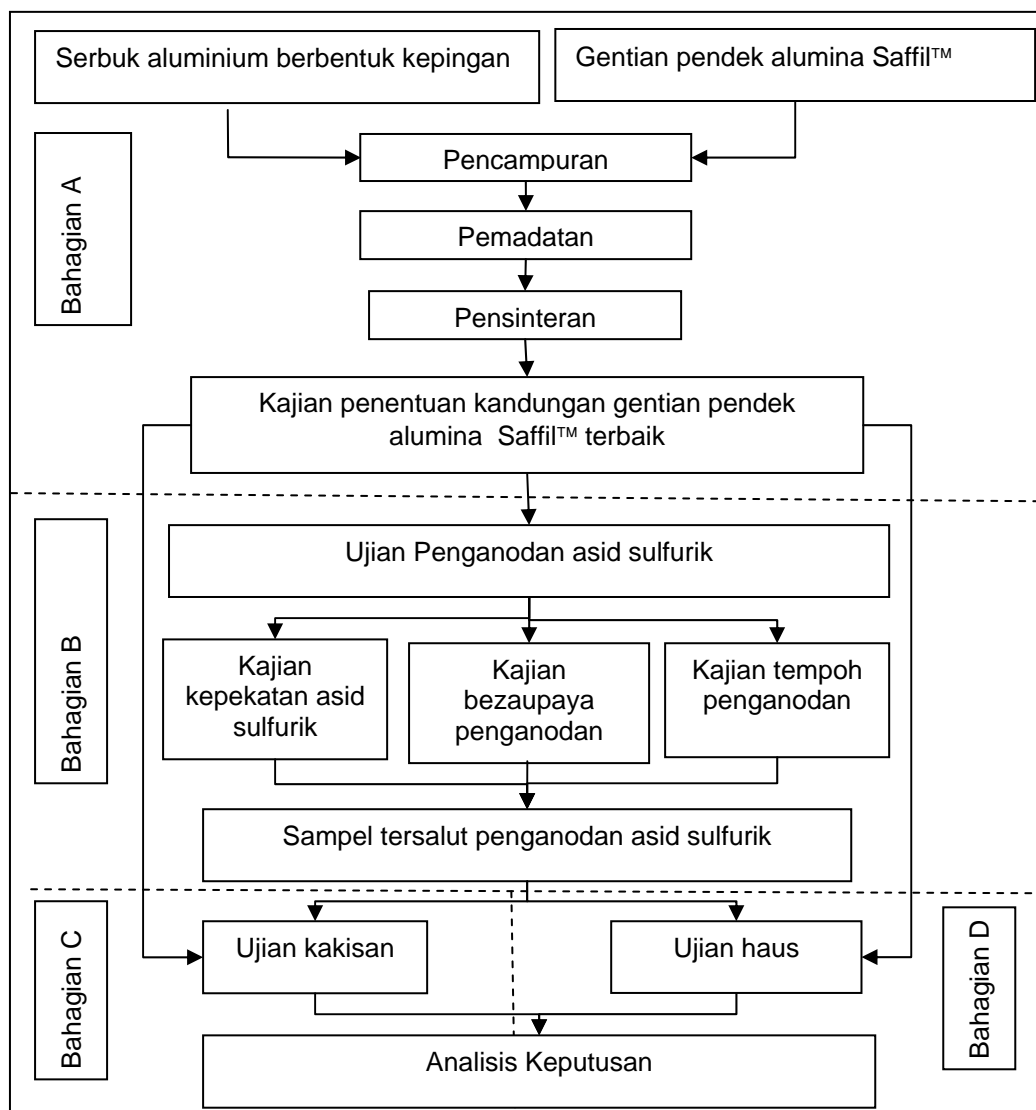 Serbuk aluminium berbentuk kepingan
Gentian pendek alumina Saffil™
Bahagian A
Pencampuran
Pemadatan
Pensinteran
Kajian penentuan kandungan gentian pendek
alumina Saffil™ terbaik
Bahagian B
Ujian Penganodan asid sulfurik
Kajian
kepekatan asid
sulfurik
Kajian
bezaupaya
penganodan
Kajian tempoh
penganodan
Sampel tersalut penganodan asid sulfurik
Bahagian C
Ujian kakisan
Ujian haus
Bahagian D
Analisis Keputusan